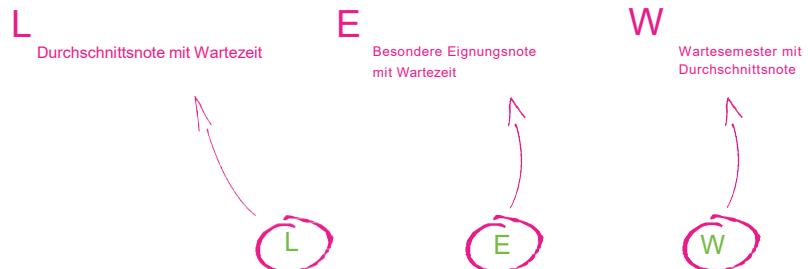 L
Durchschnittsnote mit Wartezeit
E
Besondere Eignungsnote
mit Wartezeit
W
Wartesemester mit
Durchschnittsnote
L
E
W